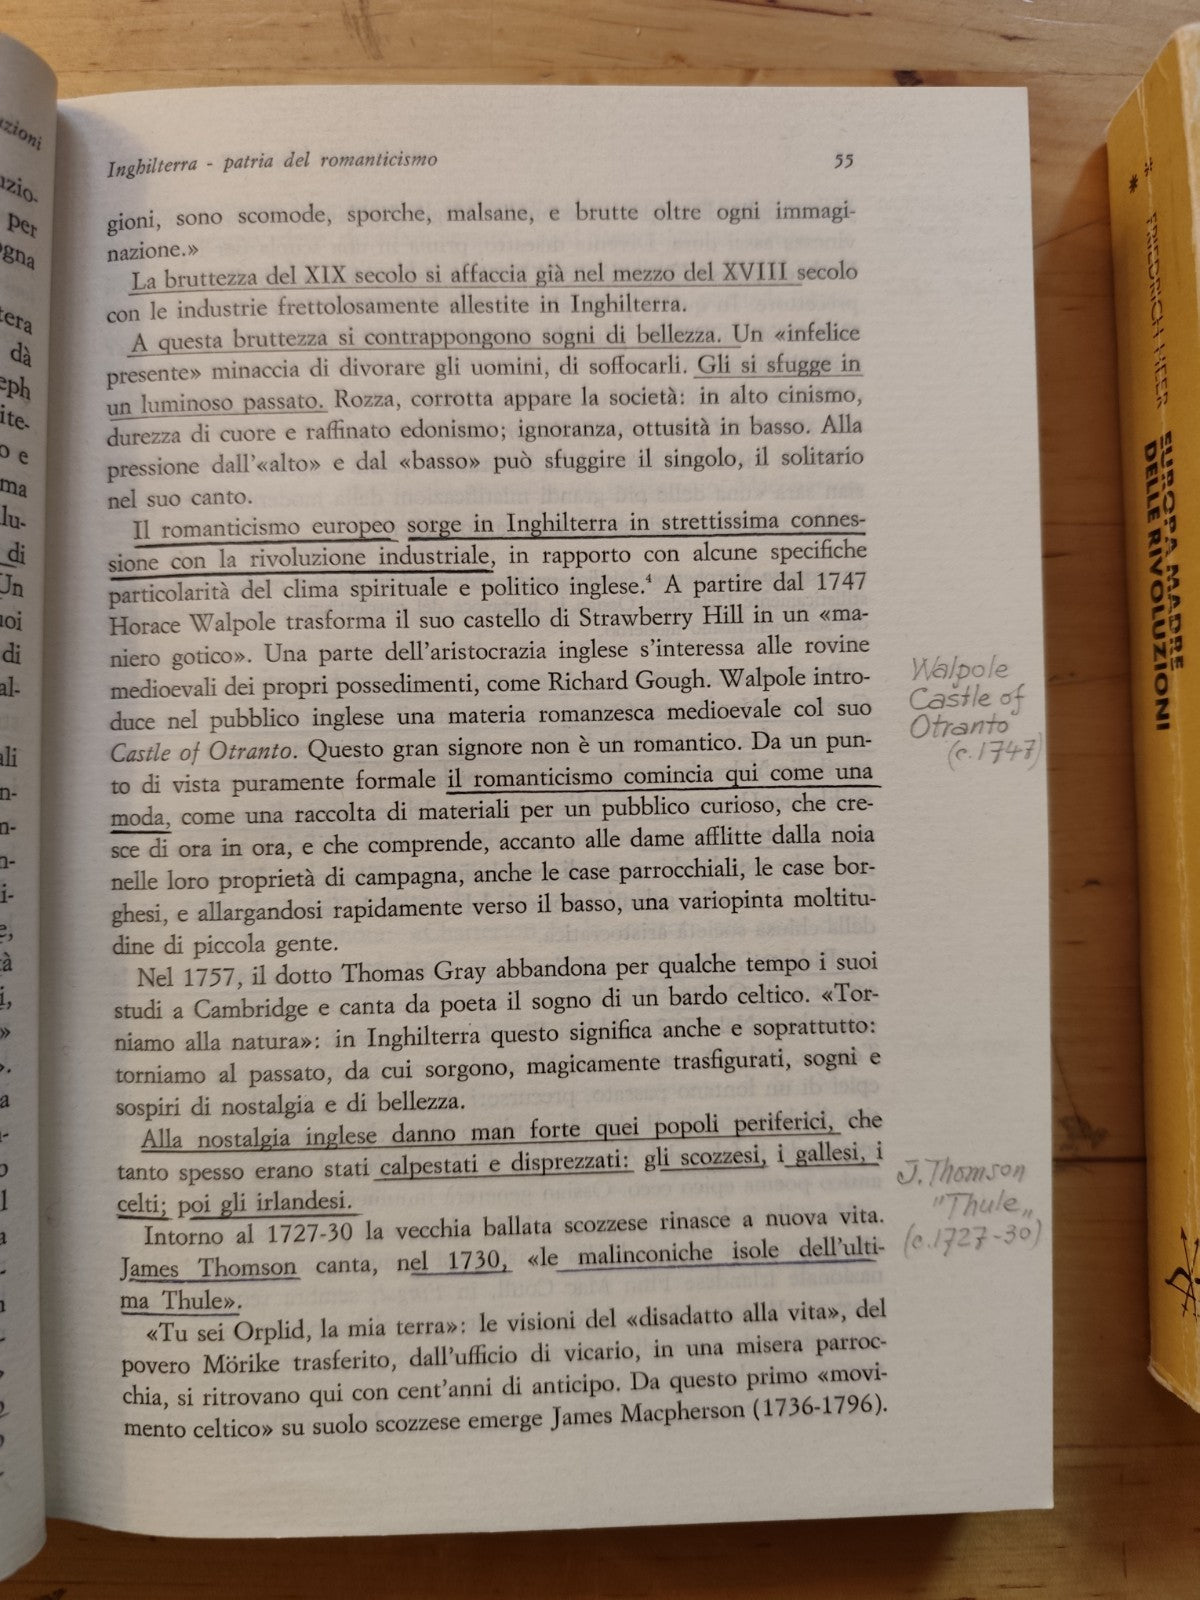 Inghilterra - patria del romanticismo 55
gioni, sono scomode, sporche, malsane, e brutte oltre ogni immagi-
nazione.»
La bruttezza del XIX secolo si affaccia già nel mezzo del XVIII secolo
con le industrie frettolosamente allestite in Inghilterra.
A questa bruttezza si contrappongono sogni di bellezza. Un «infelice
presente» minaccia di divorare gli uomini, di soffocarli. Gli si sfugge in
un luminoso passato. Rozza, corrotta appare la società: in alto cinismo,
durezza di cuore e raffinato edonismo; ignoranza, ottusità in basso. Alla
pressione dall'«alto» e dal «basso» può sfuggire il singolo, il solitario
nel suo canto.
Il romanticismo europeo sorge in Inghilterra in strettissima connes-
sione con la rivoluzione industriale, in rapporto con alcune specifiche
particolarità del clima spirituale e politico inglese.4 A partire dal 1747
Horace Walpole trasforma il suo castello di Strawberry Hill in un «ma-
niero gotico». Una parte dell'aristocrazia inglese s'interessa alle rovine
medioevali dei propri possedimenti, come Richard Gough. Walpole intro-
duce nel pubblico inglese una materia romanzesca medioevale col suo
Castle of Otranto. Questo gran signore non è un romantico. Da un pun-
to di vista puramente formale il romanticismo comincia qui come una
moda, come una raccolta di materiali per un pubblico curioso, che cre-
sce di ora in ora, e che comprende, accanto alle dame afflitte dalla noia
nelle loro proprietà di campagna, anche le case parrocchiali, le case bor-
ghesi, e allargandosi rapidamente verso il basso, una variopinta moltitu-
dine di piccola gente.
Nel 1757, il dotto Thomas Gray abbandona per qualche tempo i suoi
studi a Cambridge e canta da poeta il sogno di un bardo celtico. «Tor-
niamo alla natura»: in Inghilterra questo significa anche e soprattutto:
torniamo al passato, da cui sorgono, magicamente trasfigurati, sogni e
sospiri di nostalgia e di bellezza.
Alla nostalgia inglese danno man forte quei popoli periferici, che
tanto spesso erano stati calpestati e disprezzati: gli scozzesi, i gallesi, i
celti; poi gli irlandesi.
Intorno al 1727-30 la vecchia ballata scozzese rinasce a nuova vita.
James Thomson canta, nel 1730, «le malinconiche isole dell'ulti-
ma Thule».
«Tu sei Orplid, la mia terra»: le visioni del «disadatto alla vita», del
povero Mörike trasferito, dall'ufficio di vicario, in una misera parroc-
chia, si ritrovano qui con cent'anni di anticipo. Da questo primo «movi-
mento celtico» su suolo scozzese emerge James Macpherson (1736-1796).
Walpole
Castle of
Otranto
(c. 1747)
J. Thomson
"Thule„
(c. 1727-30)
FRIEDRICH HEER
EUROPA MADRE
DELLE RIVOLUZIONI